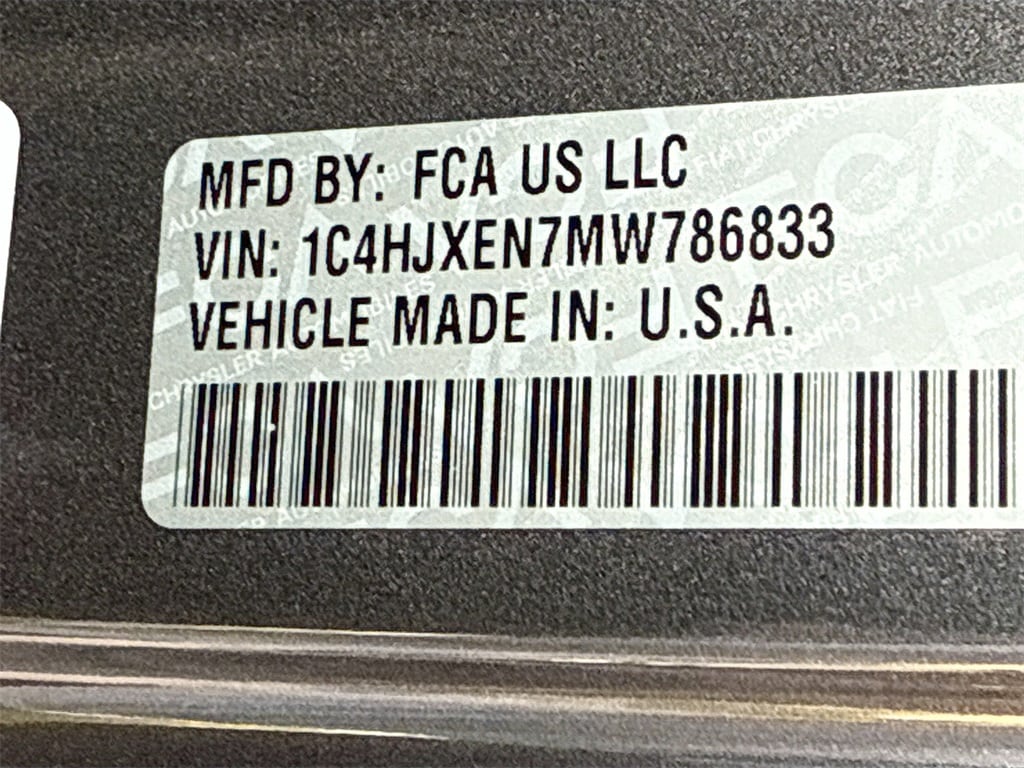 MFD BY: FCA US LLC
VIN: 1C4HJXEN7MW786833
VEHICLE MADE IN: U.S.A.